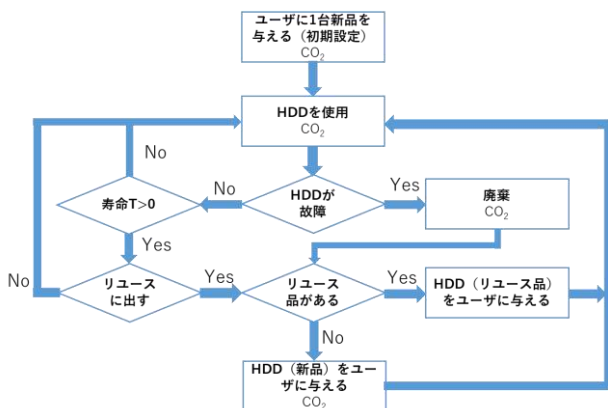 ユーザに1台新品を
与える（初期設定）
CO2
HDDを使用
CO2
No
No
HDDが
故障
Yes
寿命T>0
廃棄
CO2
Yes
No
リユース
に出す
Yes
リユース
品がある
Yes
HDD（リユース品）
をユーザに与える
No
HDD（新品）をユー
ザに与える
CO2